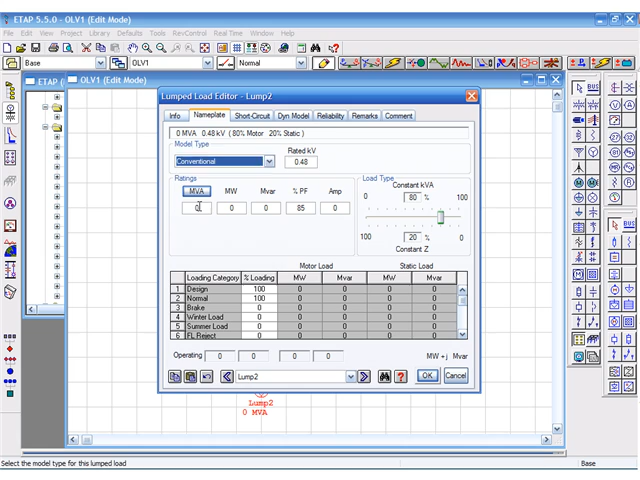 ETAP 5.5.0 - OLV1 (Edit Mode)
File Edit View Project Library Defaults Tools RevControl Real Time Window Help
Base OLV1 Normal
ETAP (
OLV1 (Edit Mode)
Lumped Load Editor - Lump2
Info Nameplate Short-Circuit Dyn Model Reliability Remarks Comment
0 MVA 0.48 kV ( 80% Motor 20% Static )
Model Type
Conventional
Rated kV
0.48
Ratings
MVA MW Mvar % PF Amp
0 0 0 85 0
Load Type
Constant kVA
0 80 % 100
100 20 % 0
Constant Z
Motor Load Static Load
Loading Category % Loading MW Mvar MW Mvar
1 Design 100 0 0 0 0
2 Normal 100 0 0 0 0
3 Brake 0 0 0 0 0
4 Winter Load 0 0 0 0 0
5 Summer Load 0 0 0 0 0
6 FL Reject 0 0 0 0 0
Operating 0 0 0 0 MW + j Mvar
Lump2 OK Cancel
Lump2
0 MVA
Select the model type for this lumped load Base